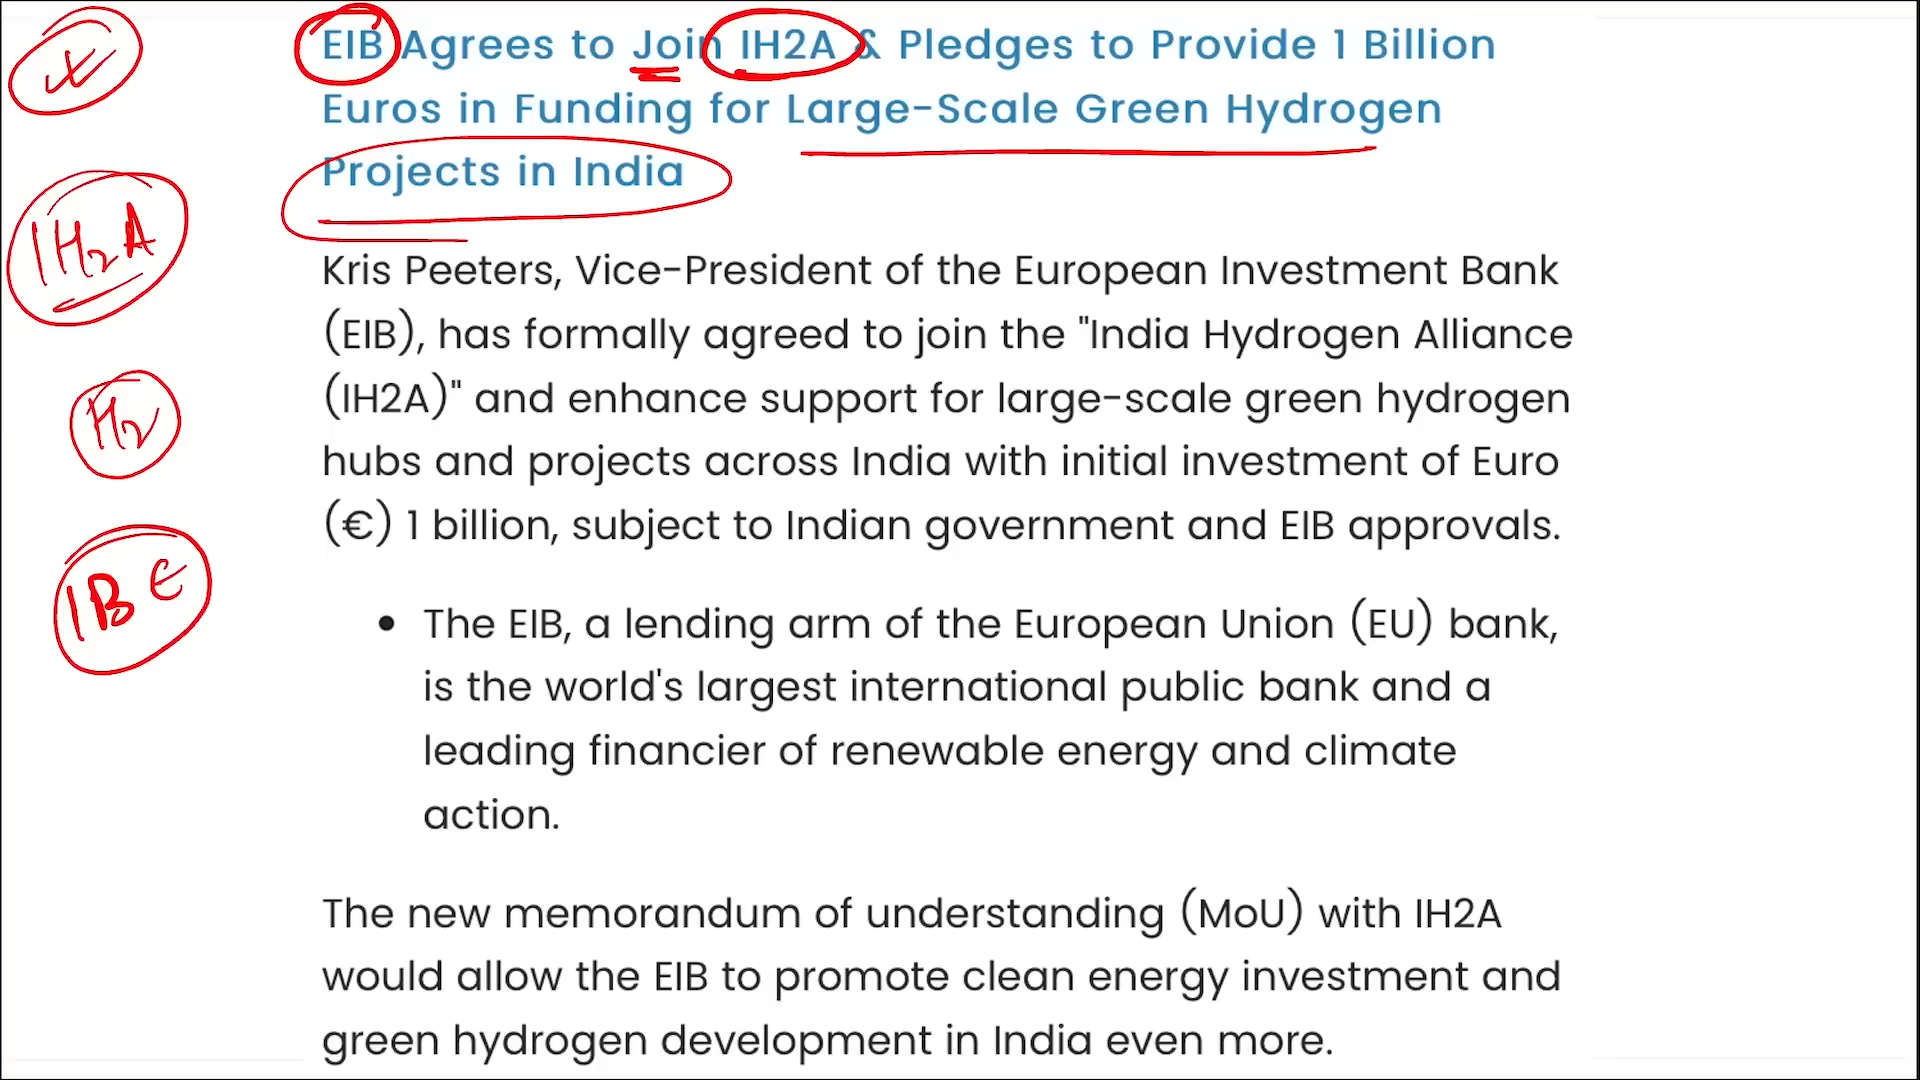 EIB Agrees to Join IH2A & Pledges to Provide 1 Billion
Euros in Funding for Large-Scale Green Hydrogen
Projects in India
Kris Peeters, Vice-President of the European Investment Bank
(EIB), has formally agreed to join the "India Hydrogen Alliance
(IH2A)" and enhance support for large-scale green hydrogen
hubs and projects across India with initial investment of Euro
(€) 1 billion, subject to Indian government and EIB approvals.
• The EIB, a lending arm of the European Union (EU) bank,
is the world's largest international public bank and a
leading financier of renewable energy and climate
action.
The new memorandum of understanding (MoU) with IH2A
would allow the EIB to promote clean energy investment and
green hydrogen development in India even more.
IH2A
H2
1B €